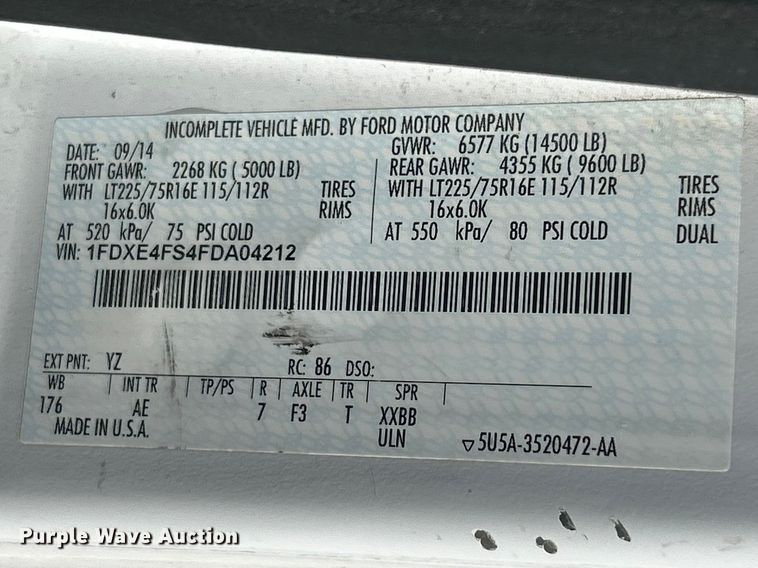 INCOMPLETE VEHICLE MFD. BY FORD MOTOR COMPANY
DATE: 09/14 GVWR: 6577 KG (14500 LB)
FRONT GAWR: 2268 KG ( 5000 LB) REAR GAWR: 4355 KG ( 9600 LB)
WITH LT225/75R16E 115/112R TIRES WITH LT225/75R16E 115/112R TIRES
16x6.0K RIMS 16x6.0K RIMS
AT 520 kPa/ 75 PSI COLD AT 550 kPa/ 80 PSI COLD DUAL
VIN: 1FDXE4FS4FDA04212
EXT PNT: YZ RC: 86 DSO:
WB INT TR TP/PS R AXLE TR SPR
176 AE 7 F3 T XXBB
MADE IN U.S.A. ULN ▽5U5A-3520472-AA
Purple Wave Auction